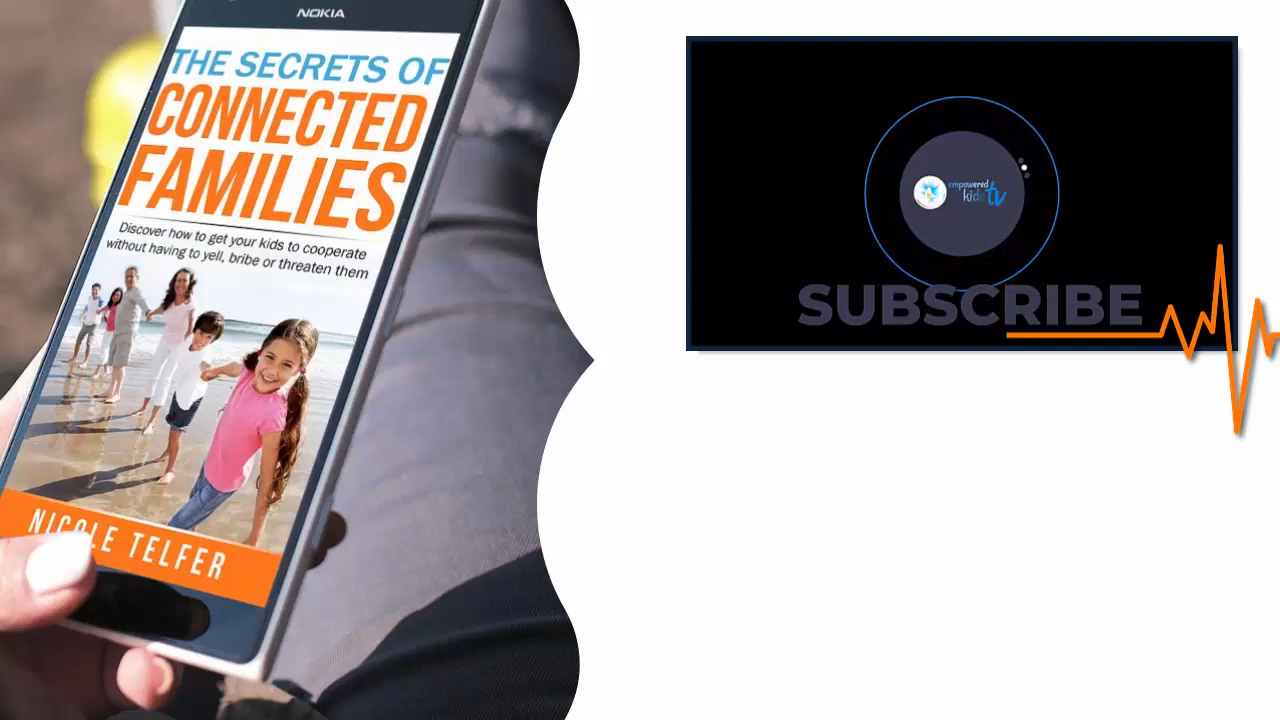 NOKIA
THE SECRETS OF
CONNECTED
FAMILIES
Discover how to get your kids to cooperate
without having to yell, bribe or threaten them
NICOLE TELFER
empowered
kids tv
SUBSCRIBE